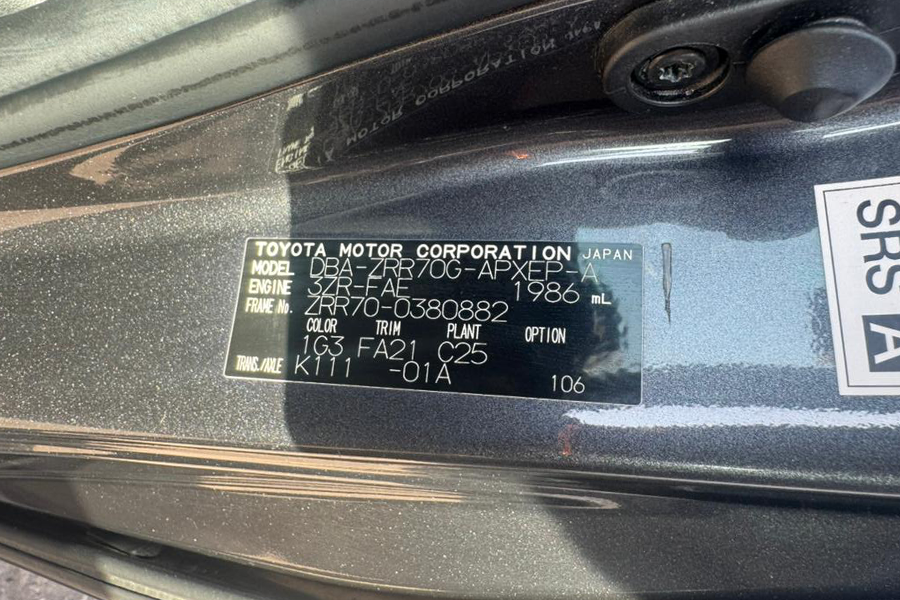 TOYOTA MOTOR CORPORATION JAPAN
MODEL DBA-ZRR70G-APXEP-A
ENGINE 3ZR-FAE 1986 mL
FRAME No. ZRR70-0380882
COLOR TRIM PLANT OPTION
1G3 FA21 C25
TRANS./AXLE K111 -01A
106
SRS A